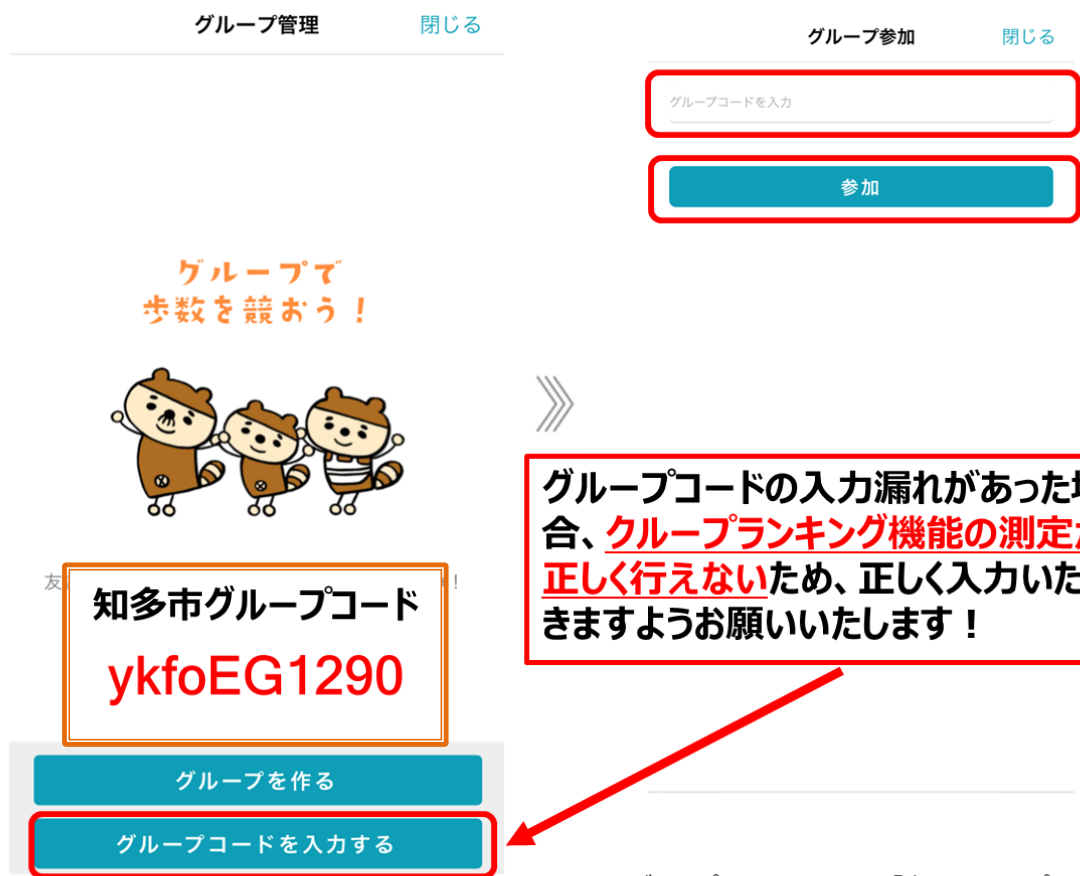 グループ管理
閉じる
グループで
歩数を競おう！
友
！
知多市グループコード
ykfoEG1290
グループを作る
グループコードを入力する
グループ参加
閉じる
グループコードを入力
参加
グループコードの入力漏れがあった
合、クループランキング機能の測定
正しく行えないため、正しく入力いた
きますようお願いいたします！